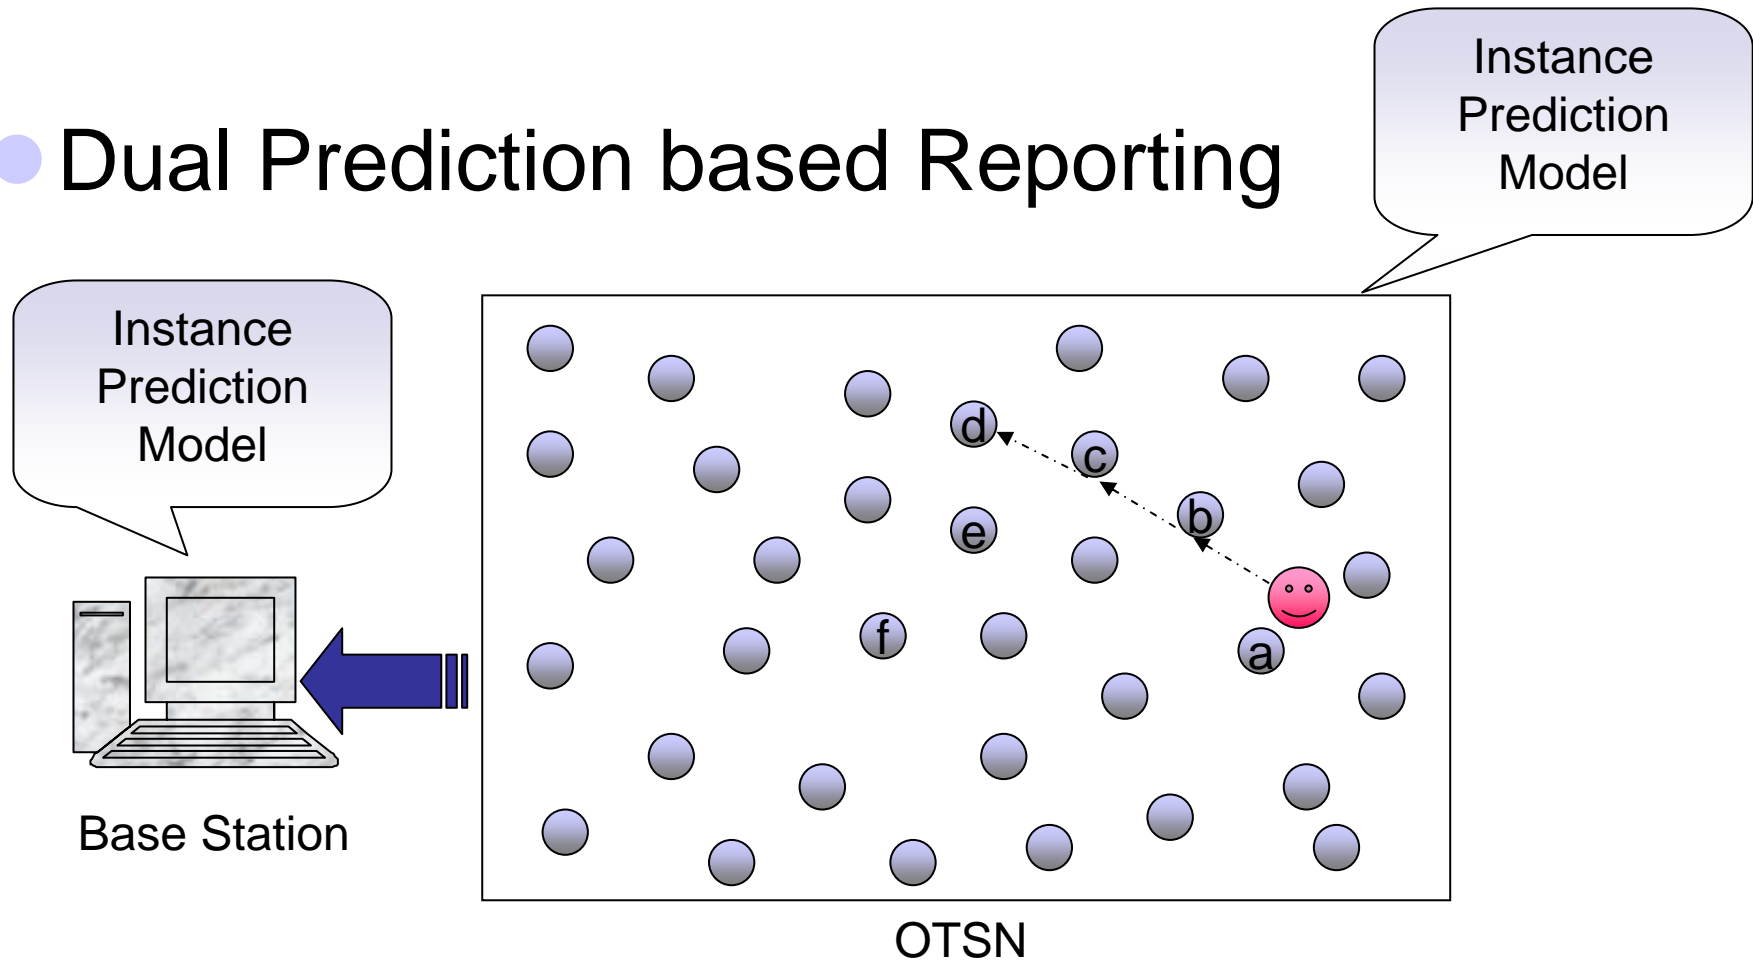 Instance
Prediction
Model
Dual Prediction based Reporting
Instance
Prediction
Model
d
c
b
e
f
a
Base Station
OTSN